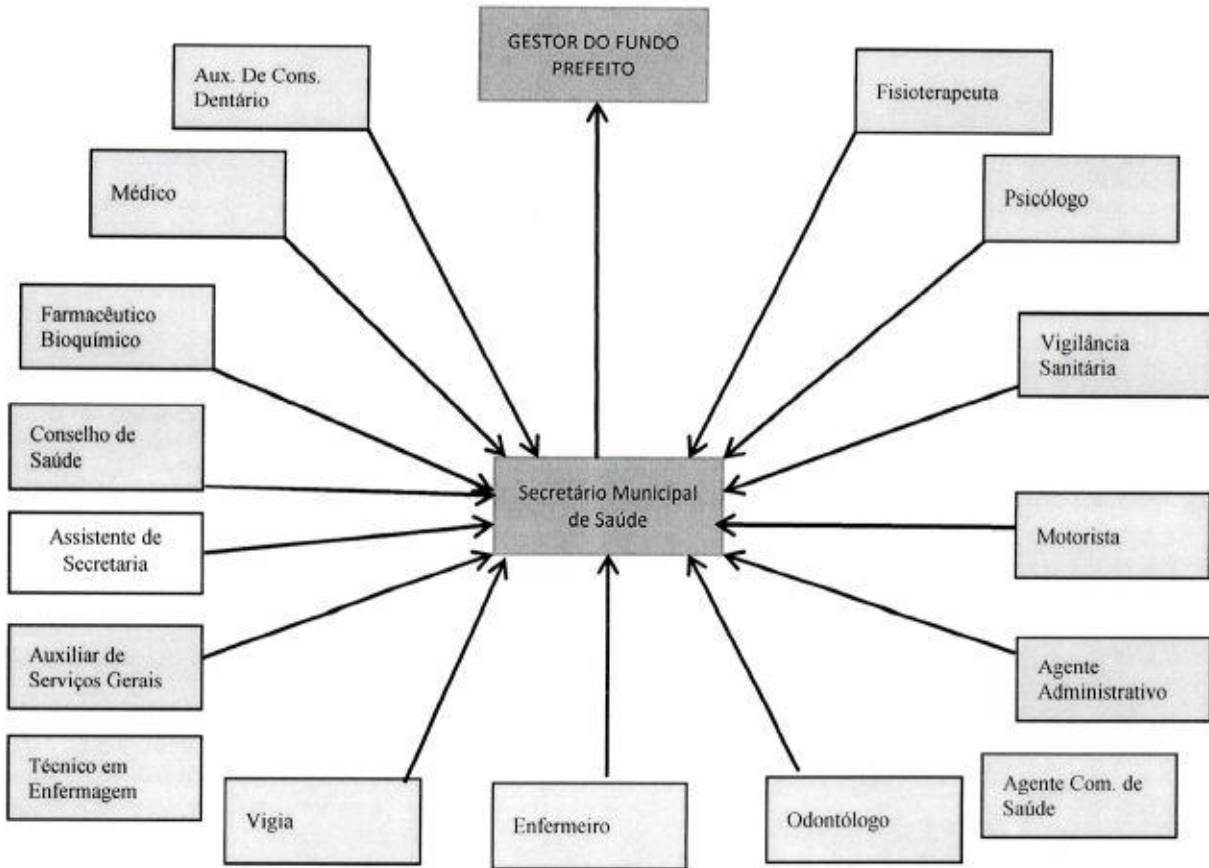 GESTOR DO FUNDO
PREFEITO
Aux. De Cons.
Dentário
Fisioterapeuta
Médico
Psicólogo
Farmacêutico
Bioquímico
Vigilância
Sanitária
Conselho de
Saúde
Secretário Municipal
de Saúde
Assistente de
Secretaria
Motorista
Auxiliar de
Serviços Gerais
Agente
Administrativo
Técnico em
Enfermagem
Vigia
Enfermeiro
Odontólogo
Agente Com. de
Saúde